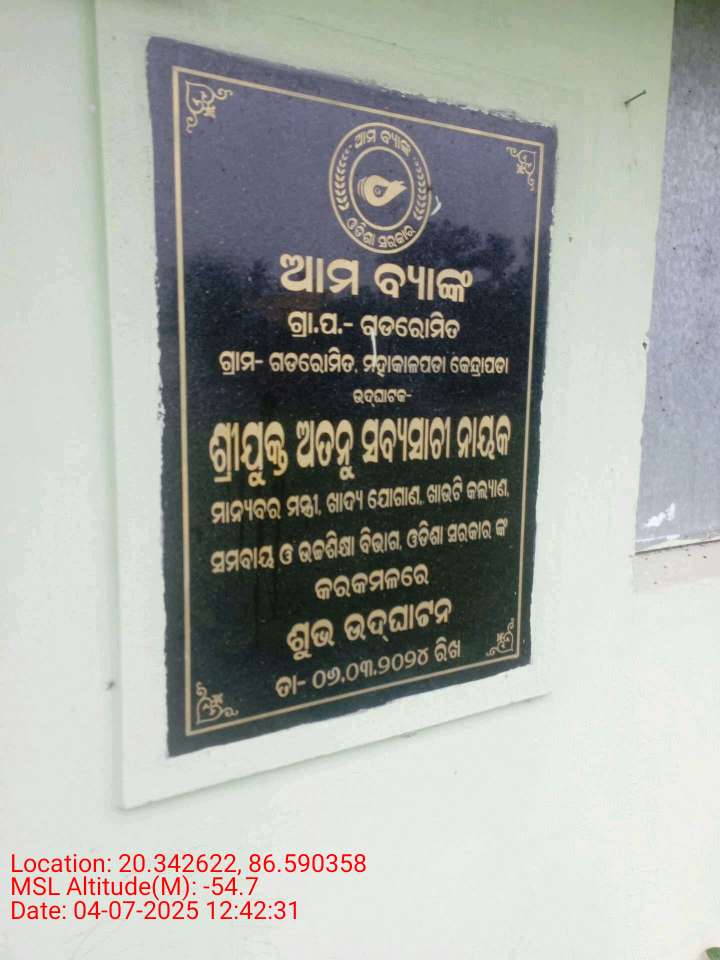 ଆମ ବ୍ୟାଙ୍କ
ଓଡିଶା ସରକାର
ଆମ ବ୍ୟାଙ୍କ
ଗ୍ରା.ପ.- ଗଡରୋମିତ
ଗ୍ରାମ- ଗଡରୋମିତ, ମହାକାଳପଡା କେନ୍ଦ୍ରାପଡା
ଉଦ୍‌ଘାଟକ-
ଶ୍ରୀଯୁକ୍ତ ଅତନୁ ସବ୍ୟସାଚୀ ନାୟକ
ମାନ୍ୟବର ମନ୍ତ୍ରୀ, ଖାଦ୍ୟ ଯୋଗାଣ, ଖାଉଟି କଲ୍ୟାଣ,
ସମବାୟ ଓ ଉଚ୍ଚଶିକ୍ଷା ବିଭାଗ, ଓଡିଶା ସରକାର ଙ୍କ
କରକମଳରେ
ଶୁଭ ଉଦ୍‌ଘାଟନ
ତା- ୦୬.୦୩.୨୦୨୪ ରିଖ
Location: 20.342622, 86.590358
MSL Altitude(M): -54.7
Date: 04-07-2025 12:42:31